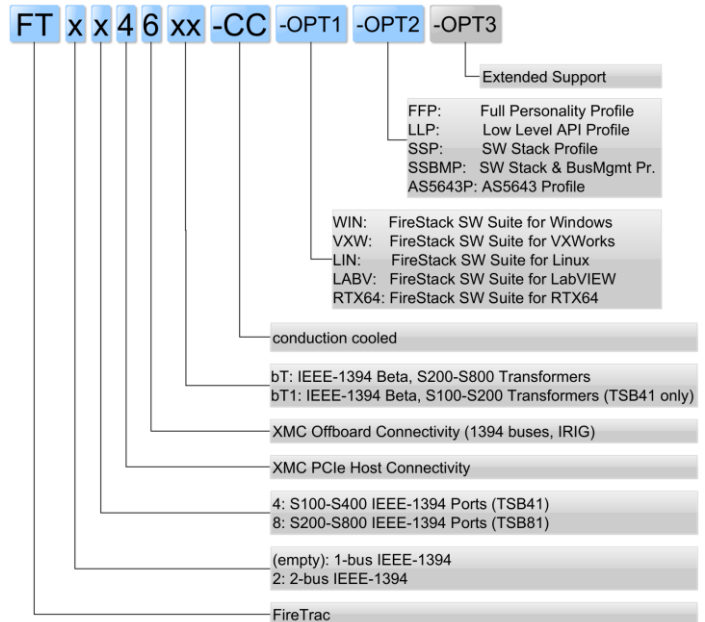 FT x x 4 6 xx -CC -OPT1 -OPT2 -OPT3
Extended Support
FFP: Full Personality Profile
LLP: Low Level API Profile
SSP: SW Stack Profile
SSBMP: SW Stack & BusMgmt Pr.
AS5643P: AS5643 Profile
WIN: FireStack SW Suite for Windows
VXW: FireStack SW Suite for VXWorks
LIN: FireStack SW Suite for Linux
LABV: FireStack SW Suite for LabVIEW
RTX64: FireStack SW Suite for RTX64
conduction cooled
bT: IEEE-1394 Beta, S200-S800 Transformers
bT1: IEEE-1394 Beta, S100-S200 Transformers (TSB41 only)
XMC Offboard Connectivity (1394 buses, IRIG)
XMC PCIe Host Connectivity
4: S100-S400 IEEE-1394 Ports (TSB41)
8: S200-S800 IEEE-1394 Ports (TSB81)
(empty): 1-bus IEEE-1394
2: 2-bus IEEE-1394
FireTrac